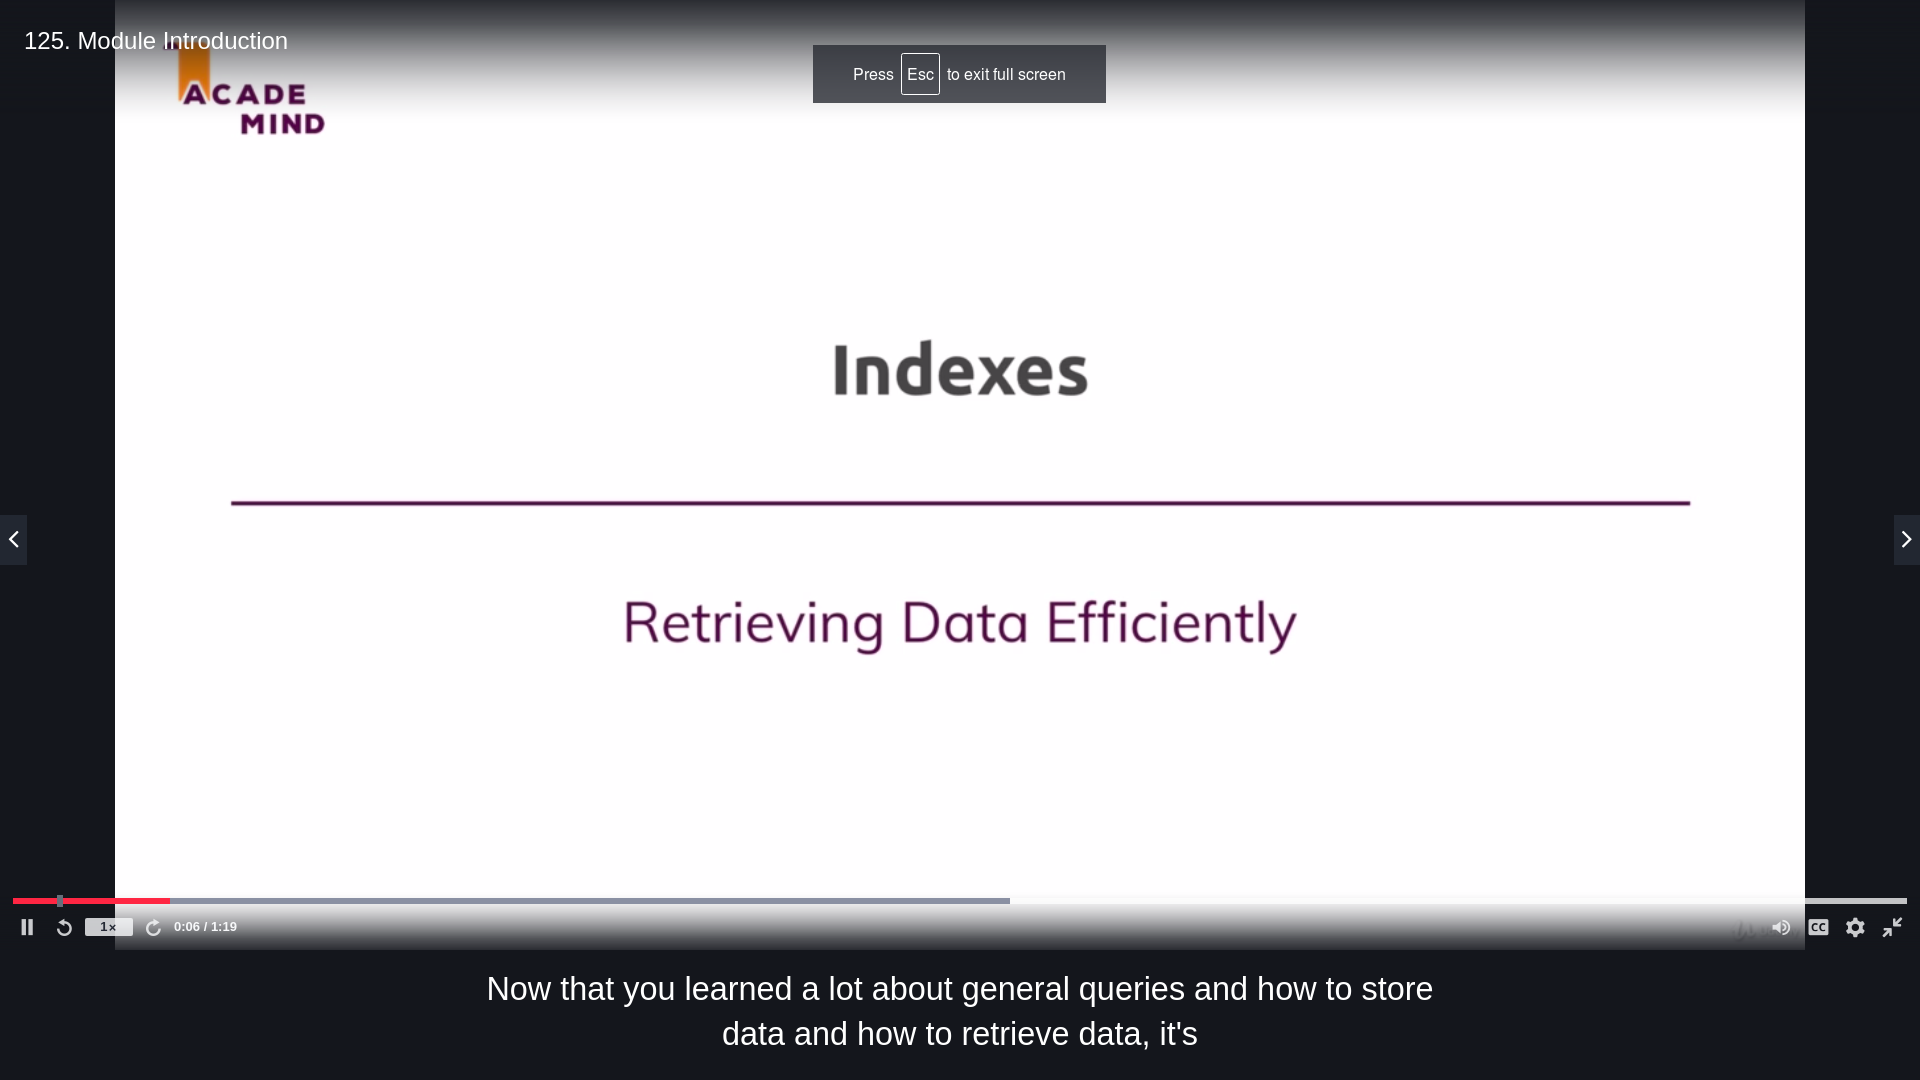 125. Module Introduction
ACADE
MIND
Press Esc to exit full screen
Indexes
Retrieving Data Efficiently
1×
0:06 / 1:19
CC
Now that you learned a lot about general queries and how to store
data and how to retrieve data, it's